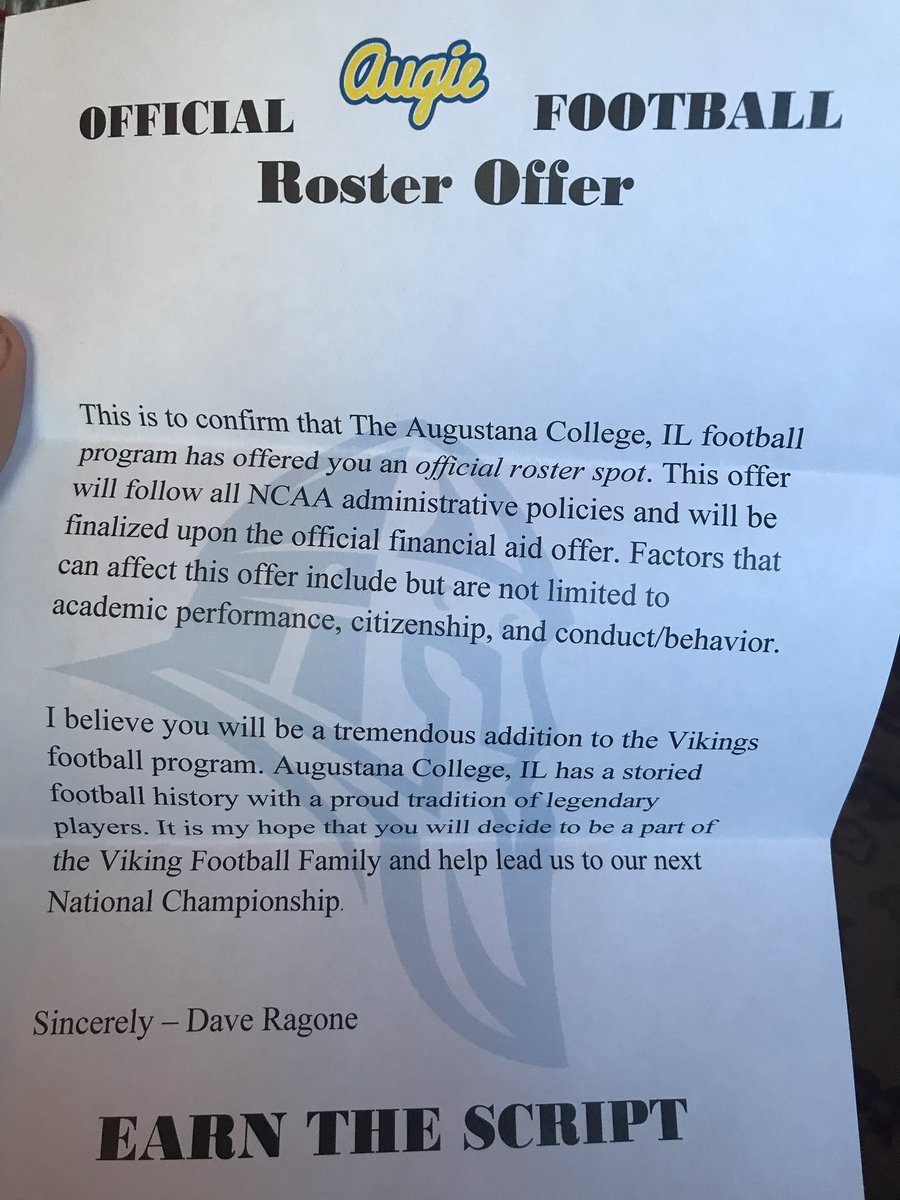 Augie
OFFICIAL FOOTBALL
Roster Offer
This is to confirm that The Augustana College, IL football
program has offered you an official roster spot. This offer
will follow all NCAA administrative policies and will be
finalized upon the official financial aid offer. Factors that
can affect this offer include but are not limited to
academic performance, citizenship, and conduct/behavior.
I believe you will be a tremendous addition to the Vikings
football program. Augustana College, IL has a storied
football history with a proud tradition of legendary
players. It is my hope that you will decide to be a part of
the Viking Football Family and help lead us to our next
National Championship.
Sincerely – Dave Ragone
EARN THE SCRIPT